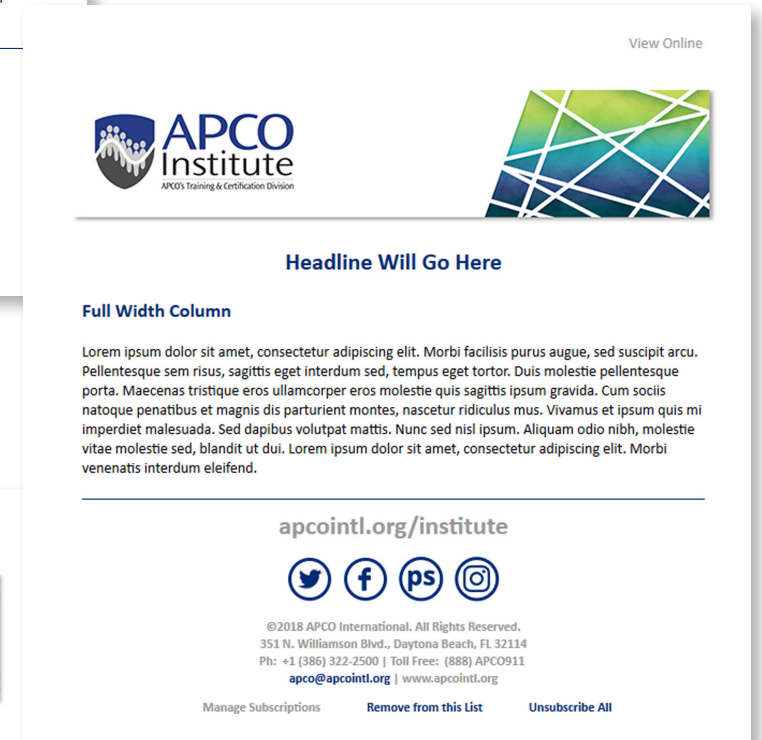 View Online
APCO
Institute
APCO's Training & Certification Division
Headline Will Go Here
Full Width Column
Lorem ipsum dolor sit amet, consectetur adipiscing elit. Morbi facilisis purus augue, sed suscipit arcu.
Pellentesque sem risus, sagittis eget interdum sed, tempus eget tortor. Duis molestie pellentesque
porta. Maecenas tristique eros ullamcorper eros molestie quis sagittis ipsum gravida. Cum sociis
natoque penatibus et magnis dis parturient montes, nascetur ridiculus mus. Vivamus et ipsum quis mi
imperdiet malesuada. Sed dapibus volutpat mattis. Nunc sed nisl ipsum. Aliquam odio nibh, molestie
vitae molestie sed, blandit ut dui. Lorem ipsum dolor sit amet, consectetur adipiscing elit. Morbi
venenatis interdum eleifend.
apcointl.org/institute
f ps
©2018 APCO International. All Rights Reserved.
351 N. Williamson Blvd., Daytona Beach, FL 32114
Ph: +1 (386) 322-2500 | Toll Free: (888) APCO911
apco@apcointl.org | www.apcointl.org
Manage Subscriptions Remove from this List Unsubscribe All